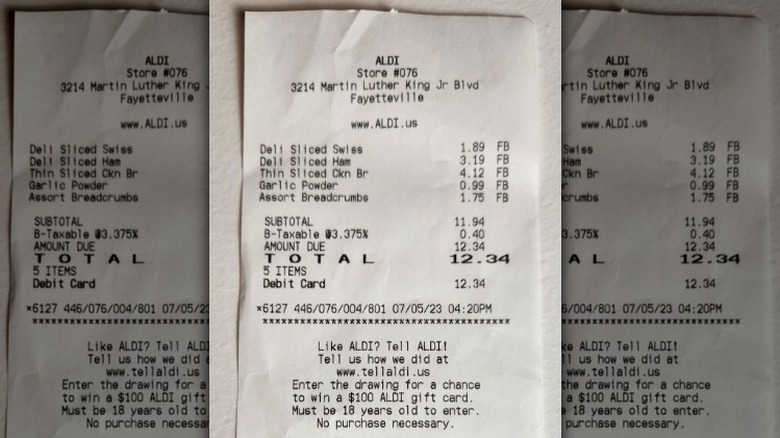 ALDI
Store #076
3214 Martin Luther King Jr Blvd
Fayetteville
www.ALDI.us
Deli Sliced Swiss 1.89 FB
Deli Sliced Ham 3.19 FB
Thin Sliced Ckn Br 4.12 FB
Garlic Powder 0.99 FB
Assort Breadcrumbs 1.75 FB
SUBTOTAL 11.94
B-Taxable @3.375% 0.40
AMOUNT DUE 12.34
TOTAL 12.34
5 ITEMS
Debit Card 12.34
*6127 446/076/004/801 07/05/23 04:20PM
Like ALDI? Tell ALDI!
Tell us how we did at
www.tellaldi.us
Enter the drawing for a chance
to win a $100 ALDI gift card.
Must be 18 years old to enter.
No purchase necessary.